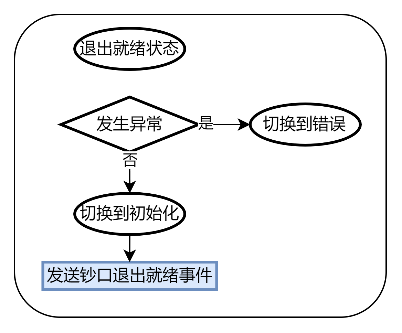 退出就绪状态
发生异常
是
切换到错误
否
切换到初始化
发送钞口退出就绪事件